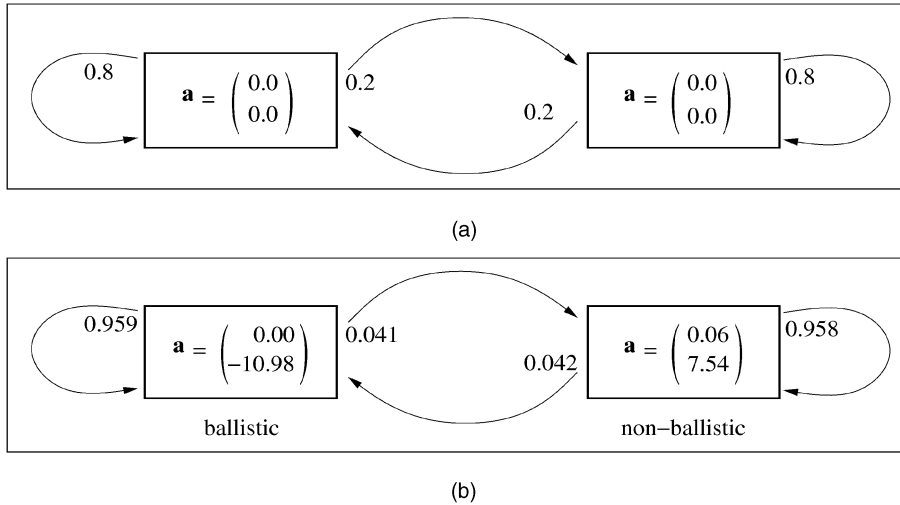 0.8 a = ( 0.0 0.0 ) 0.2 0.2 a = ( 0.0 0.0 ) 0.8
(a)
0.959 a = ( 0.00 −10.98 ) 0.041 0.042 a = ( 0.06 7.54 ) 0.958
ballistic non−ballistic
(b)